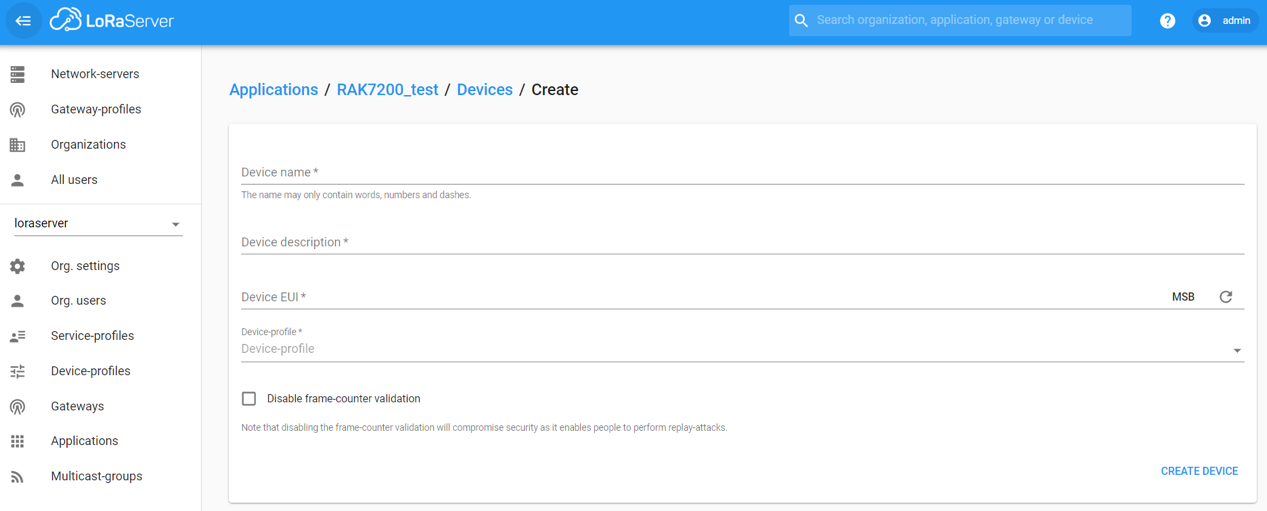 LoRaServer
Search organization, application, gateway or device
? admin
Network-servers
Gateway-profiles
Organizations
All users
loraserver
Org. settings
Org. users
Service-profiles
Device-profiles
Gateways
Applications
Multicast-groups
Applications / RAK7200_test / Devices / Create
Device name *
The name may only contain words, numbers and dashes.
Device description *
Device EUI * MSB
Device-profile *
Device-profile
Disable frame-counter validation
Note that disabling the frame-counter validation will compromise security as it enables people to perform replay-attacks.
CREATE DEVICE